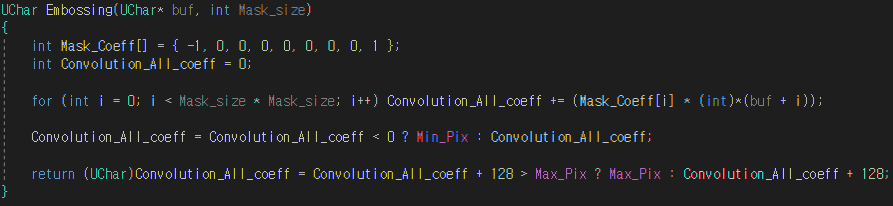 UChar Embossing(UChar* buf, int Mask_size)
{
int Mask_Coeff[] = { -1, 0, 0, 0, 0, 0, 0, 0, 1 };
int Convolution_All_coeff = 0;
for (int i = 0; i < Mask_size * Mask_size; i++) Convolution_All_coeff += (Mask_Coeff[i] * (int)*(buf + i));
Convolution_All_coeff = Convolution_All_coeff < 0 ? Min_Pix : Convolution_All_coeff;
return (UChar)Convolution_All_coeff = Convolution_All_coeff + 128 > Max_Pix ? Max_Pix : Convolution_All_coeff + 128;
}